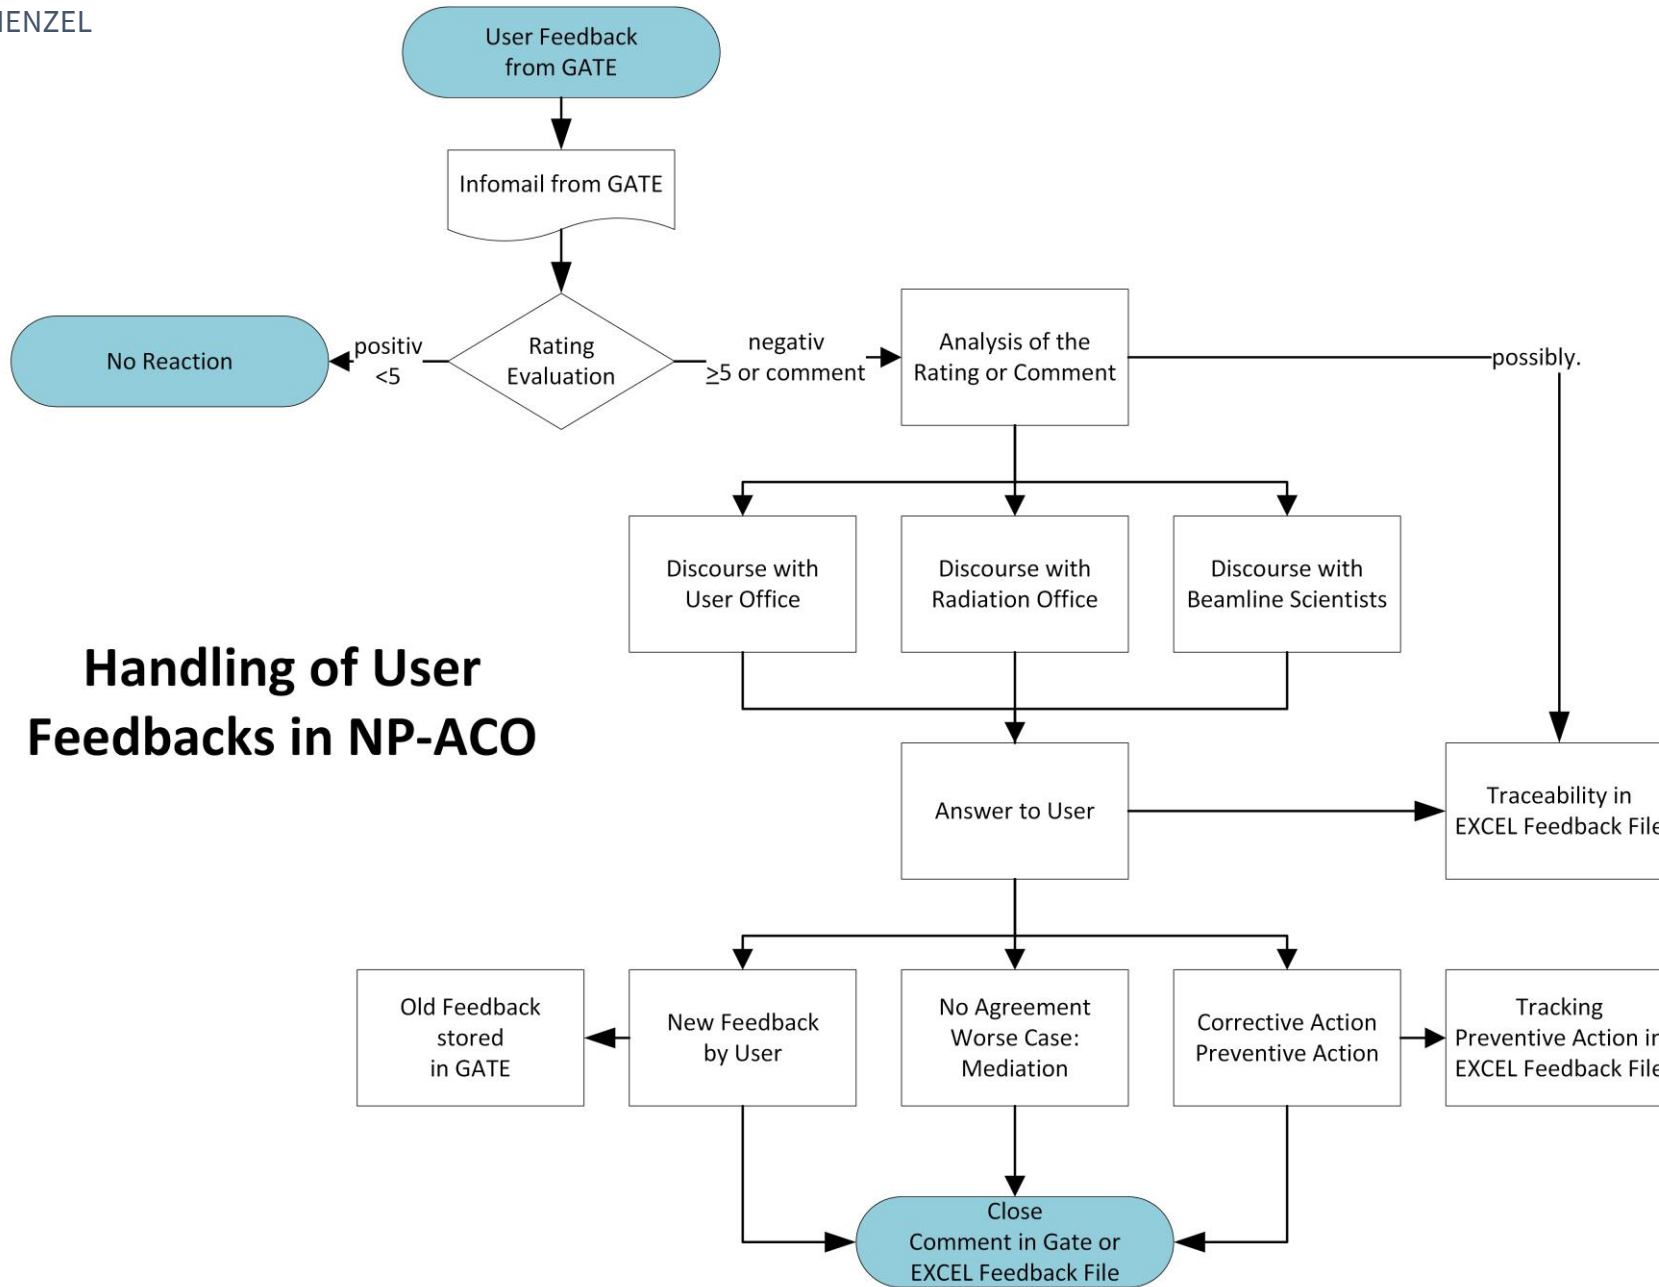 User Feedback
from GATE
Infomail from GATE
No Reaction
positiv
<5
Rating
Evaluation
negativ
≥5 or comment
Analysis of the
Rating or Comment
possibly.
Discourse with
User Office
Discourse with
Radiation Office
Discourse with
Beamline Scientists
Handling of User
Feedbacks in NP-ACO
Answer to User
Traceability in
EXCEL Feedback File
Old Feedback
stored
in GATE
New Feedback
by User
No Agreement
Worse Case:
Mediation
Corrective Action
Preventive Action
Tracking
Preventive Action in
EXCEL Feedback File
Close
Comment in Gate or
EXCEL Feedback File